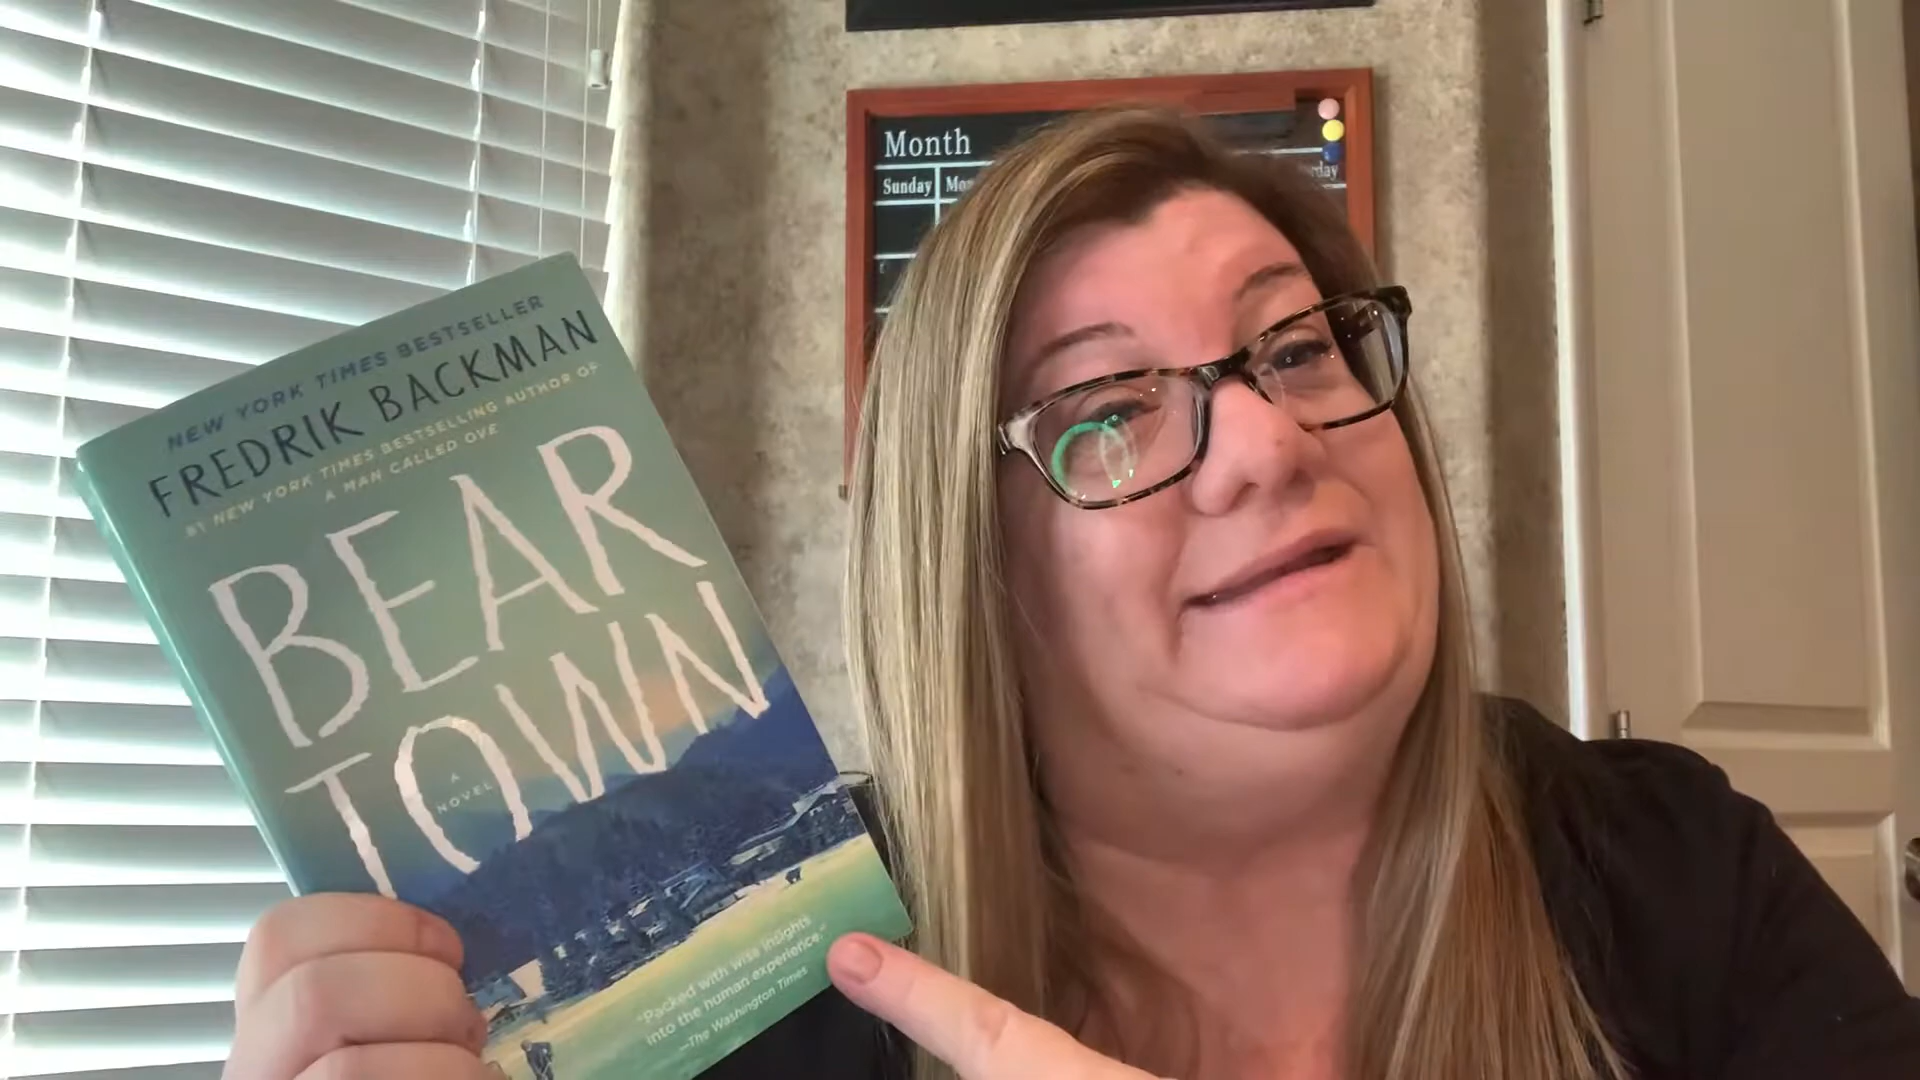 NEW YORK TIMES BESTSELLER
FREDRIK BACKMAN
BY NEW YORK TIMES BESTSELLING AUTHOR OF
A MAN CALLED OVE
BEAR
TOWN
A
NOVEL
"Packed with wise insights
into the human experience."
—The Washington Times
Month
Sunday